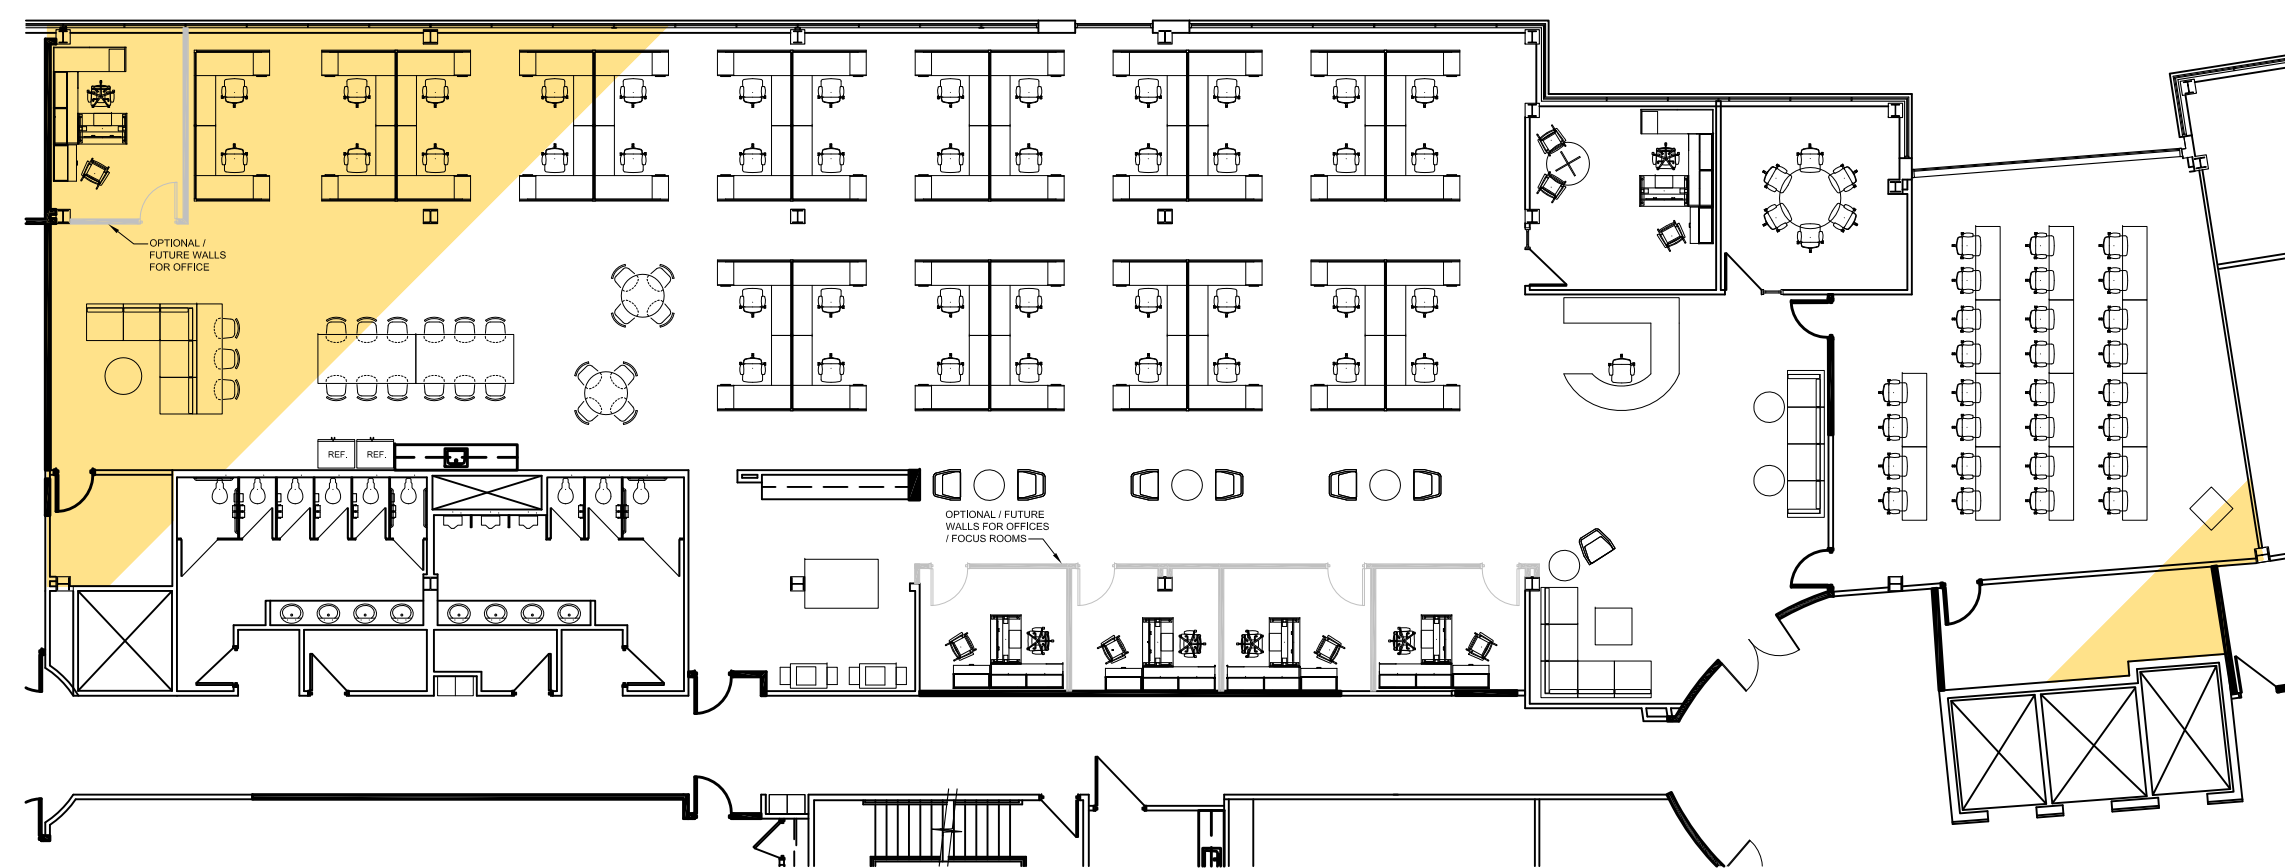 OPTIONAL /
FUTURE WALLS
FOR OFFICE
REF.
REF.
OPTIONAL / FUTURE
WALLS FOR OFFICES
/ FOCUS ROOMS